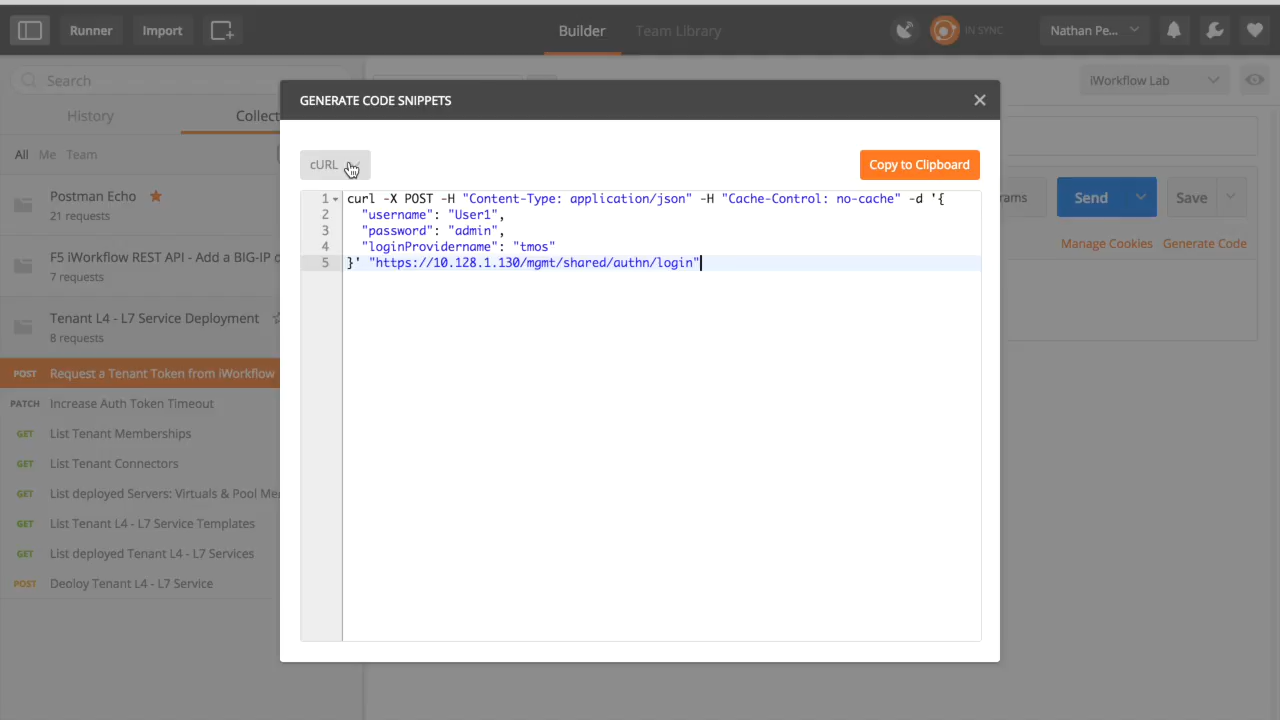 Runner
Import
Builder
Team Library
IN SYNC
Nathan Pe...
Search
iWorkflow Lab
History
Collect
All Me Team
GENERATE CODE SNIPPETS
cURL
Copy to Clipboard
Postman Echo
21 requests
F5 iWorkflow REST API - Add a BIG-IP
7 requests
Tenant L4 - L7 Service Deployment
8 requests
POST Request a Tenant Token from iWorkflow
PATCH Increase Auth Token Timeout
GET List Tenant Memberships
GET List Tenant Connectors
GET List deployed Servers: Virtuals & Pool Me
GET List Tenant L4 - L7 Service Templates
GET List deployed Tenant L4 - L7 Services
POST Deoloy Tenant L4 - L7 Service
1 curl -X POST -H "Content-Type: application/json" -H "Cache-Control: no-cache" -d '{
2 "username": "User1",
3 "password": "admin",
4 "loginProvidername": "tmos"
5 }' "https://10.128.1.130/mgmt/shared/authn/login"
rams
Send
Save
Manage Cookies
Generate Code